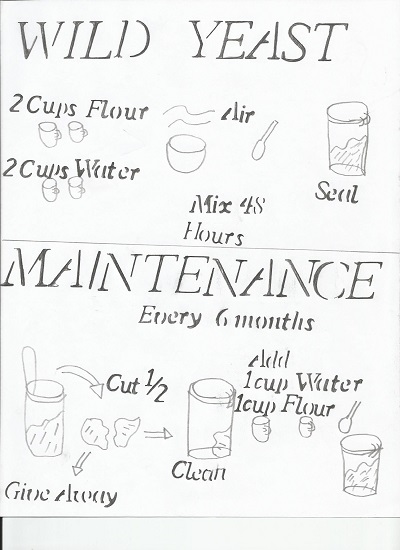 WILD YEAST
2 Cups Flour
Air
2 Cups Water
Seal
Mix 48
Hours
MAINTENANCE
Every 6 months
Cut 1/2
Add
1cup Water
1cup Flour
Clean
Give Away